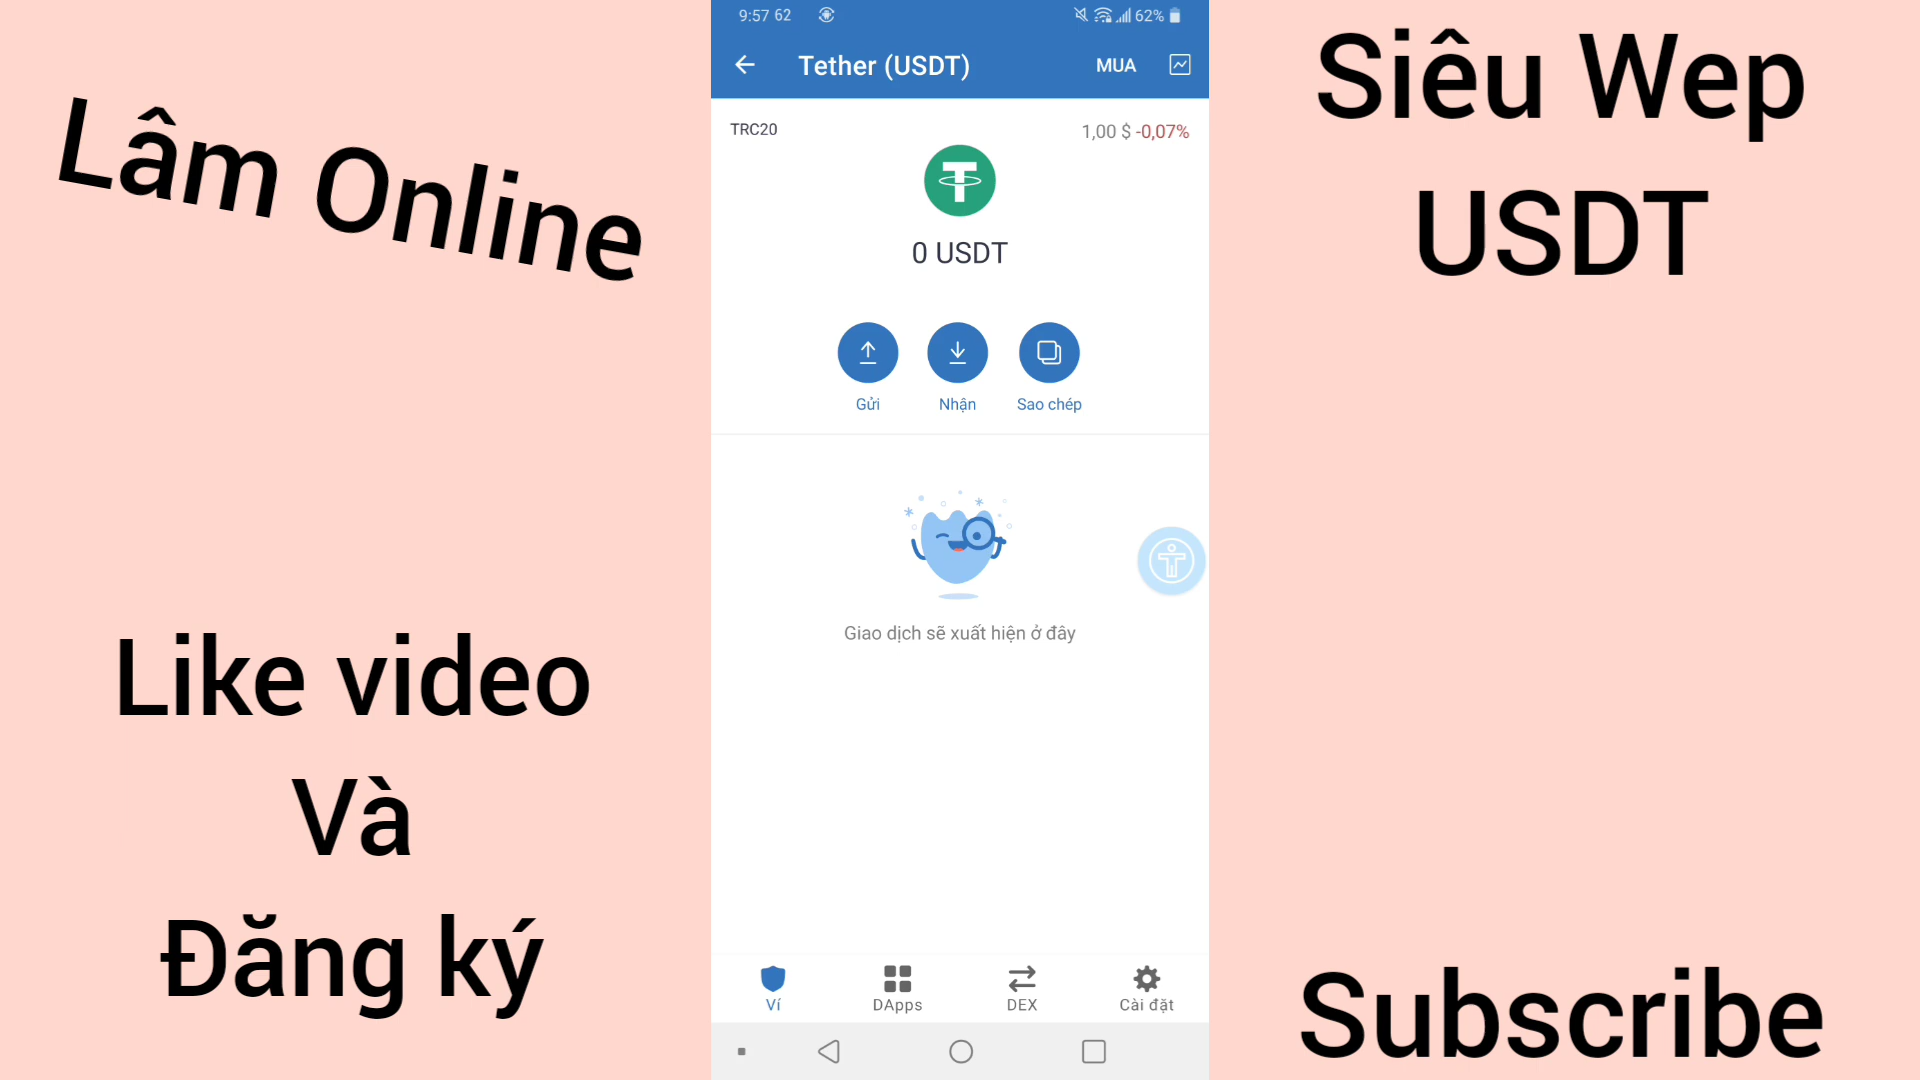 Lâm Online
Like video
Và
Đăng ký
9:57 62
62%
Tether (USDT)
MUA
TRC20
1,00 $ -0,07%
0 USDT
Gửi
Nhận
Sao chép
Giao dịch sẽ xuất hiện ở đây
Ví
DApps
DEX
Cài đặt
Siêu Wep
USDT
Subscribe